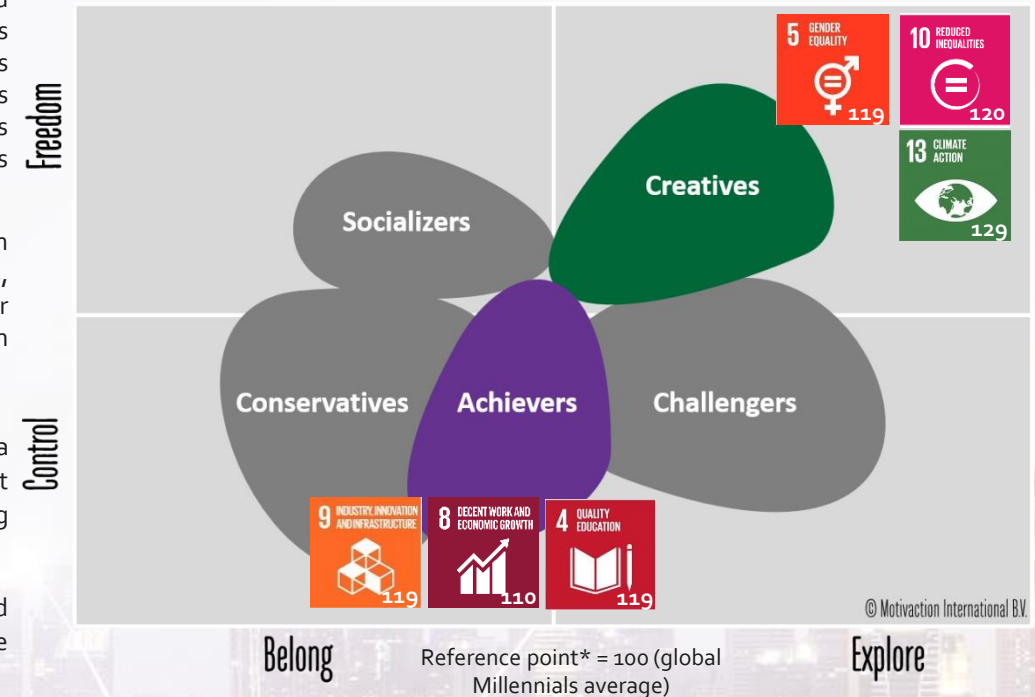 Freedom
5 GENDER
EQUALITY
119
10 REDUCED
INEQUALITIES
120
13 CLIMATE
ACTION
129
Creatives
Socializers
Conservatives
Achievers
Challengers
Control
9 INDUSTRY, INNOVATION
AND INFRASTRUCTURE
119
8 DECENT WORK AND
ECONOMIC GROWTH
110
4 QUALITY
EDUCATION
119
© Motivaction International B.V.
Belong
Reference point* = 100 (global
Millennials average)
Explore